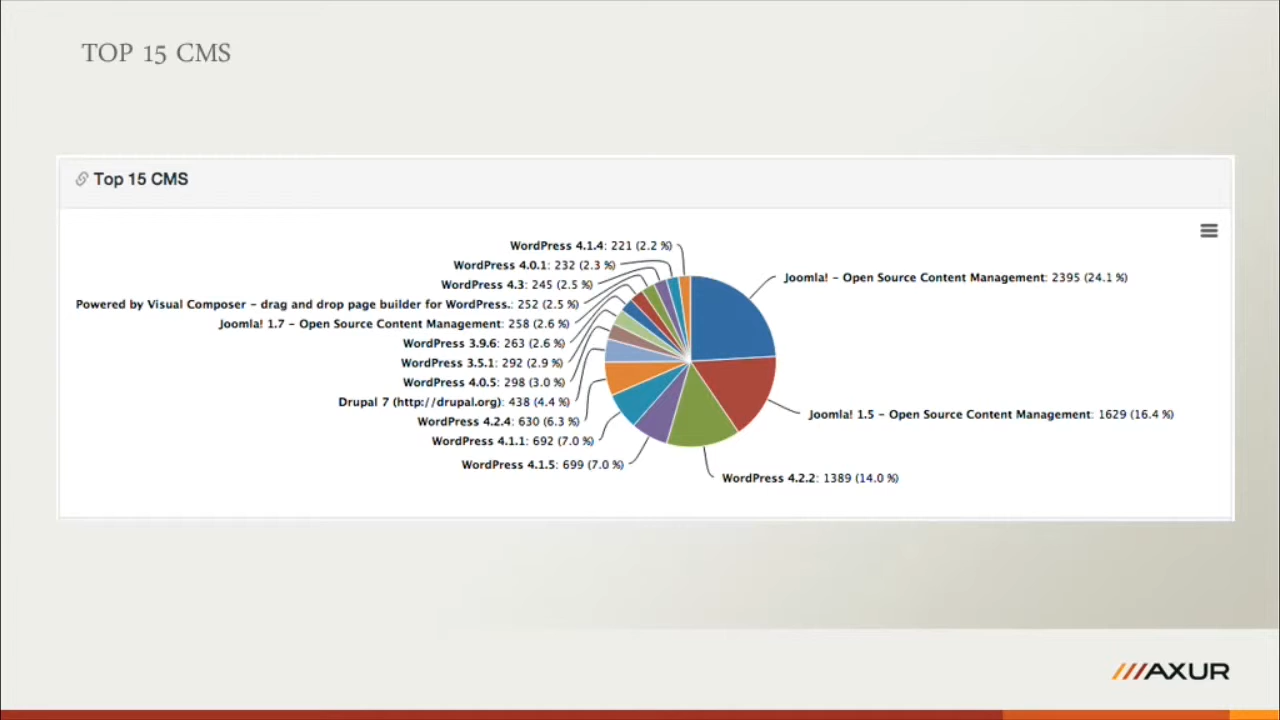 TOP 15 CMS
Top 15 CMS
WordPress 4.1.4: 221 (2.2 %)
WordPress 4.0.1: 232 (2.3 %)
WordPress 4.3: 245 (2.5 %)
Powered by Visual Composer - drag and drop page builder for WordPress.: 252 (2.5 %)
Joomla! 1.7 - Open Source Content Management: 258 (2.6 %)
WordPress 3.9.6: 263 (2.6 %)
WordPress 3.5.1: 292 (2.9 %)
WordPress 4.0.5: 298 (3.0 %)
Drupal 7 (http://drupal.org): 438 (4.4 %)
WordPress 4.2.4: 630 (6.3 %)
WordPress 4.1.1: 692 (7.0 %)
WordPress 4.1.5: 699 (7.0 %)
Joomla! - Open Source Content Management: 2395 (24.1 %)
Joomla! 1.5 - Open Source Content Management: 1629 (16.4 %)
WordPress 4.2.2: 1389 (14.0 %)
AXUR